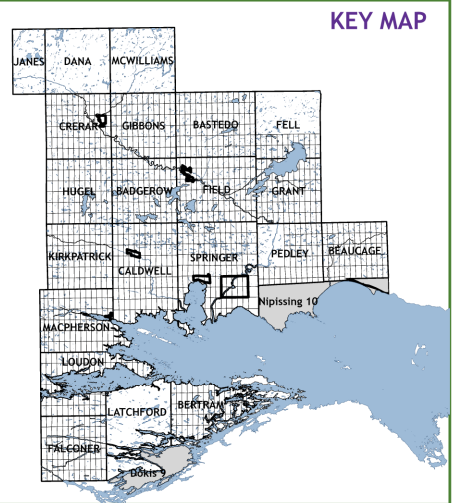 KEY MAP
JANES DANA MCWILLIAMS
CRERAR GIBBONS BASTEDO FELL
HUGEL BADGEROW FIELD GRANT
KIRKPATRICK CALDWELL SPRINGER PEDLEY BEAUCAGE
Nipissing 10
MACPHERSON
LOUDON
LATCHFORD BERTRAM
FALCONER
Dokis 9